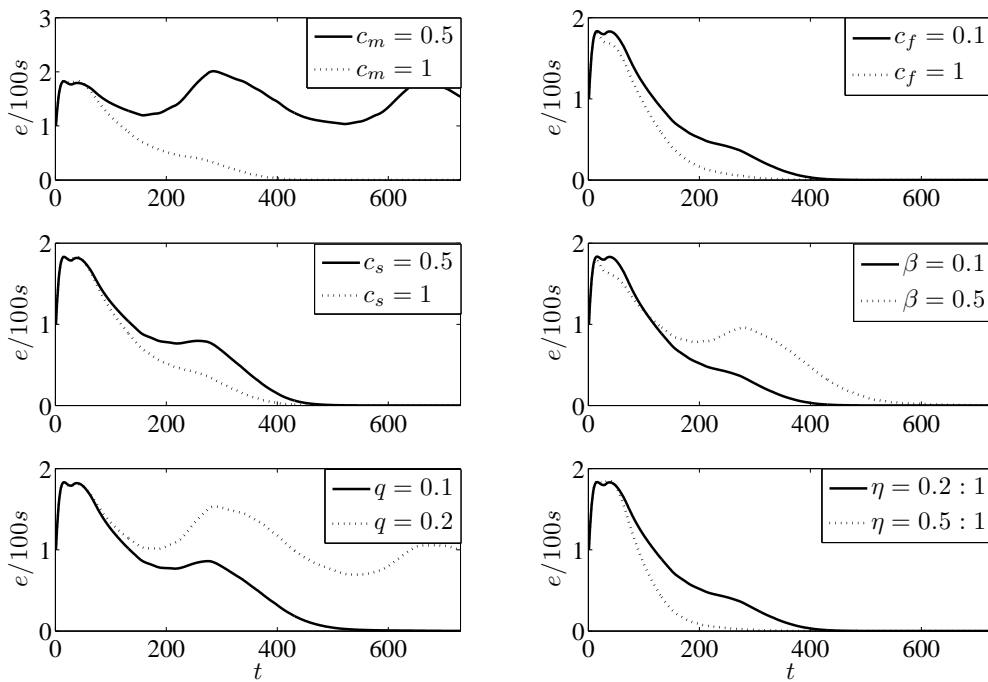 3
2
1
0
e/100s
0 200 400 600
c_m = 0.5
c_m = 1
2
1
0
e/100s
0 200 400 600
t
c_f = 0.1
c_f = 1
2
1
0
e/100s
0 200 400 600
c_s = 0.5
c_s = 1
2
1
0
e/100s
0 200 400 600
β = 0.1
β = 0.5
2
1
0
e/100s
0 200 400 600
t
q = 0.1
q = 0.2
2
1
0
e/100s
0 200 400 600
t
η = 0.2 : 1
η = 0.5 : 1